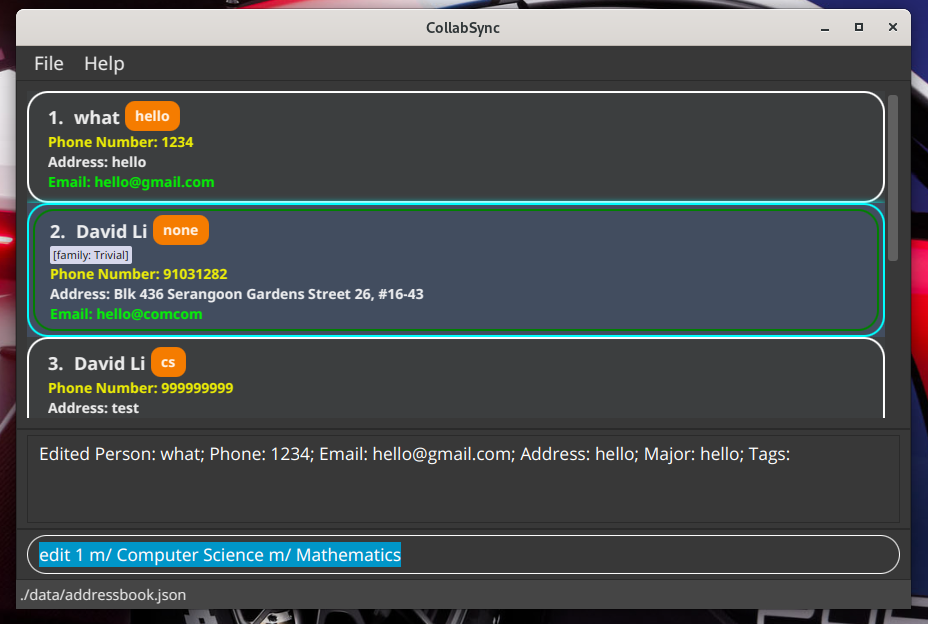 CollabSync
File Help
1. what hello
Phone Number: 1234
Address: hello
Email: hello@gmail.com
2. David Li none
[family: Trivial]
Phone Number: 91031282
Address: Blk 436 Serangoon Gardens Street 26, #16-43
Email: hello@comcom
3. David Li cs
Phone Number: 999999999
Address: test
Edited Person: what; Phone: 1234; Email: hello@gmail.com; Address: hello; Major: hello; Tags:
edit 1 m/ Computer Science m/ Mathematics
./data/addressbook.json